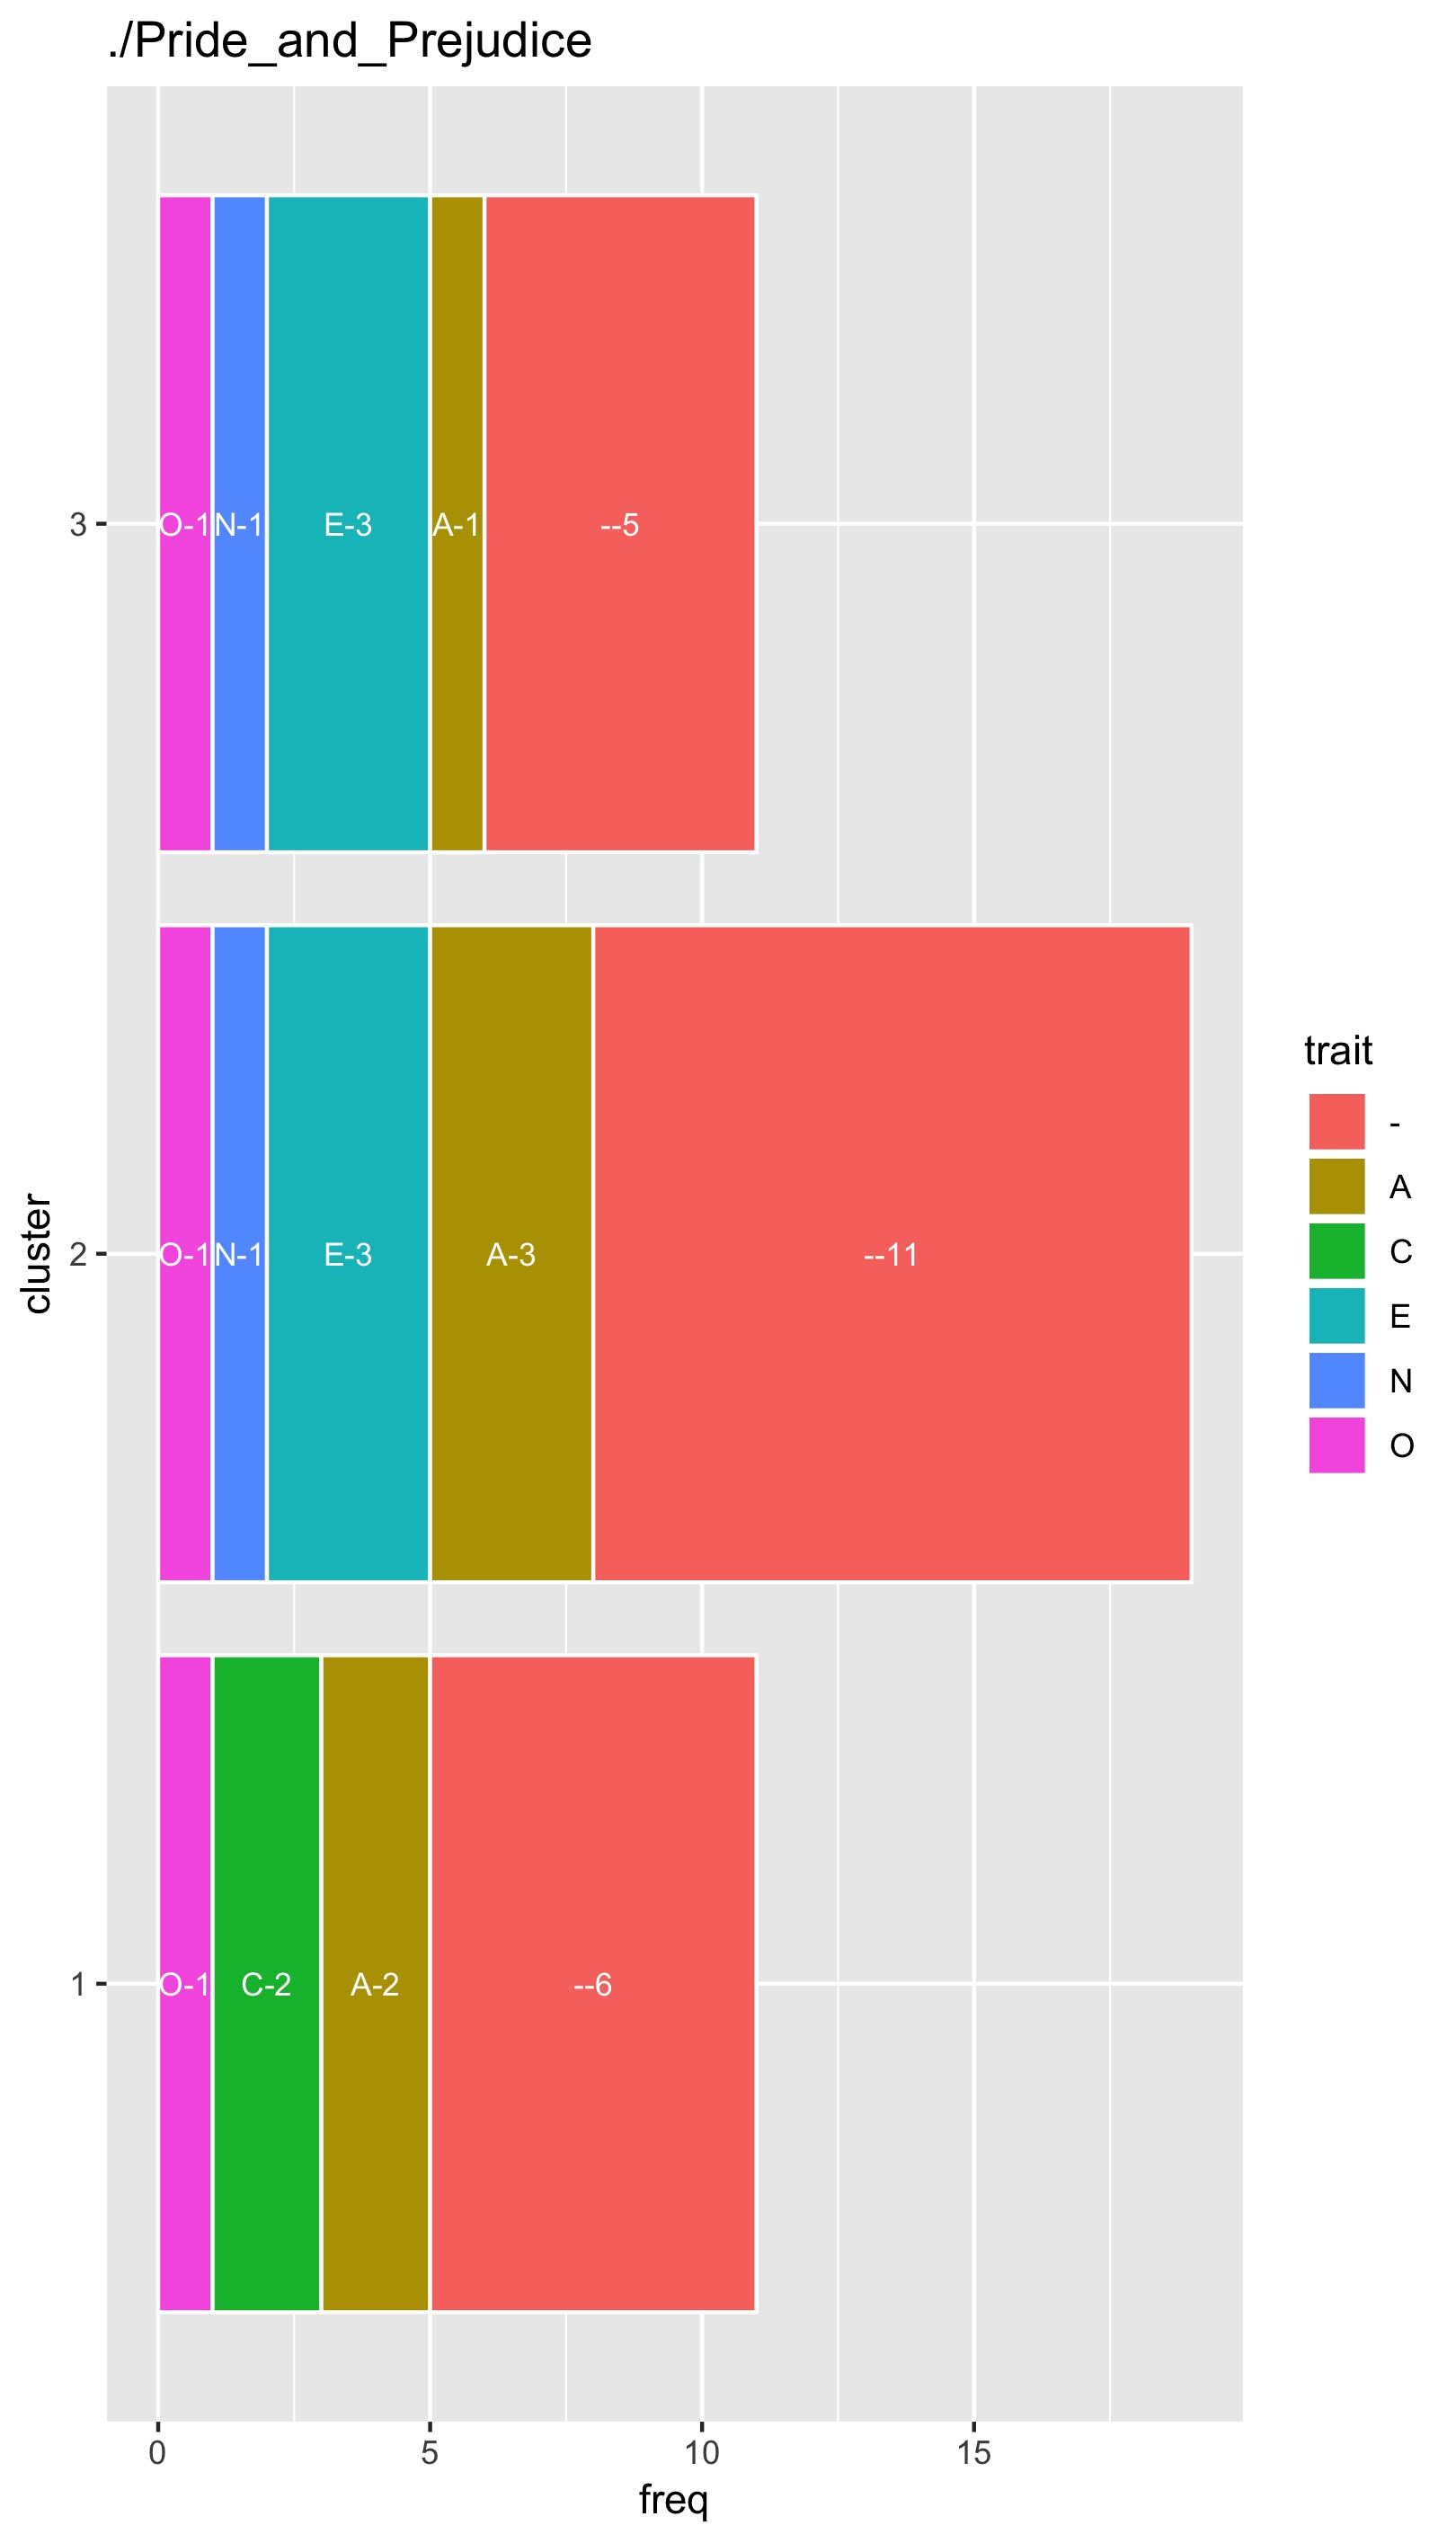 ./Pride_and_Prejudice
3
O-1 N-1 E-3 A-1 --5
2
O-1 N-1 E-3 A-3 --11
1
O-1 C-2 A-2 --6
cluster
0 5 10 15
freq
trait
-
A
C
E
N
O